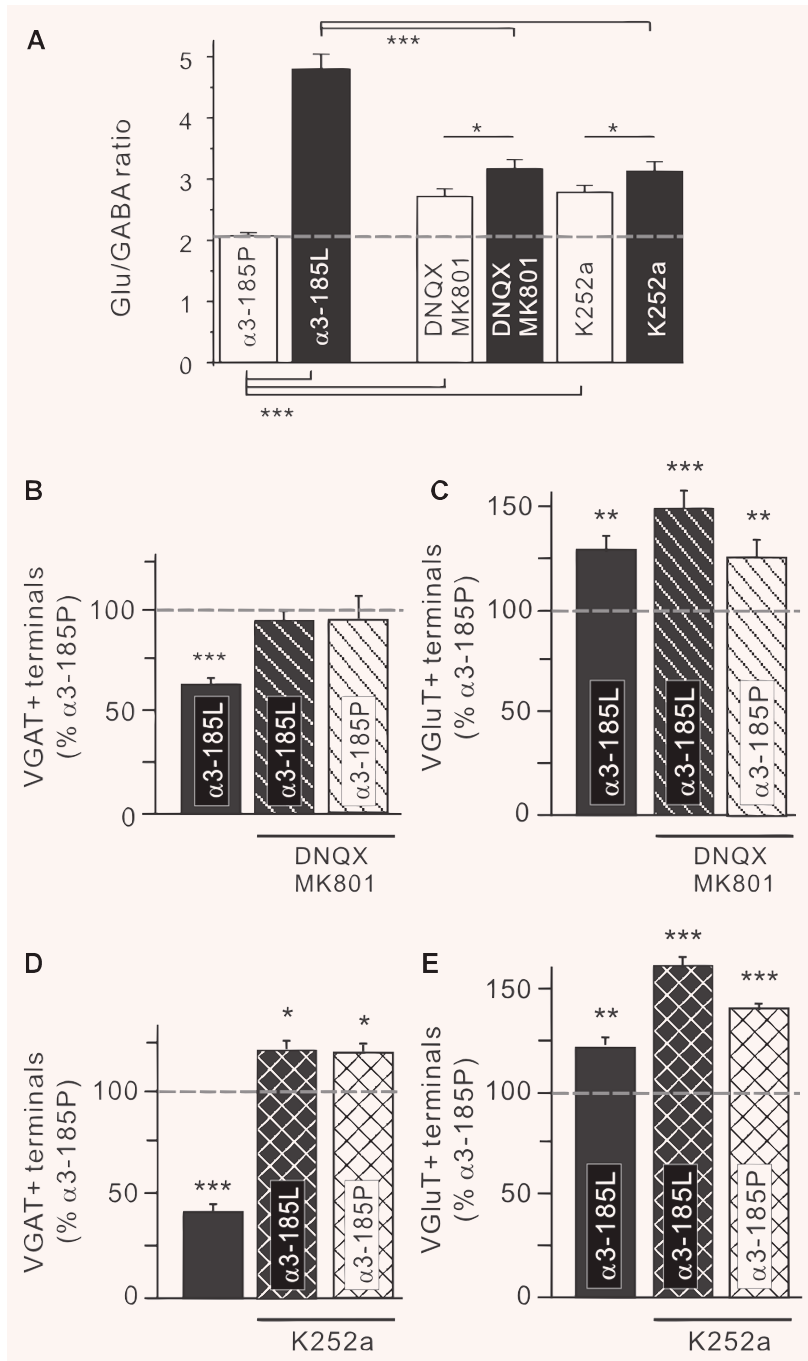 A
***
5
4
3
2
1
0
Glu/GABA ratio
*
*
α3-185P
α3-185L
DNQX
MK801
DNQX
MK801
K252a
K252a
***
B
VGAT+ terminals
(% α3-185P)
100
50
0
***
α3-185L
α3-185L
α3-185P
DNQX
MK801
C
VGluT+ terminals
(% α3-185P)
150
100
50
0
**
***
**
α3-185L
α3-185L
α3-185P
DNQX
MK801
D
VGAT+ terminals
(% α3-185P)
100
50
0
***
*
*
α3-185L
α3-185P
K252a
E
VGluT+ terminals
(% α3-185P)
150
100
50
0
**
***
***
α3-185L
α3-185L
α3-185P
K252a